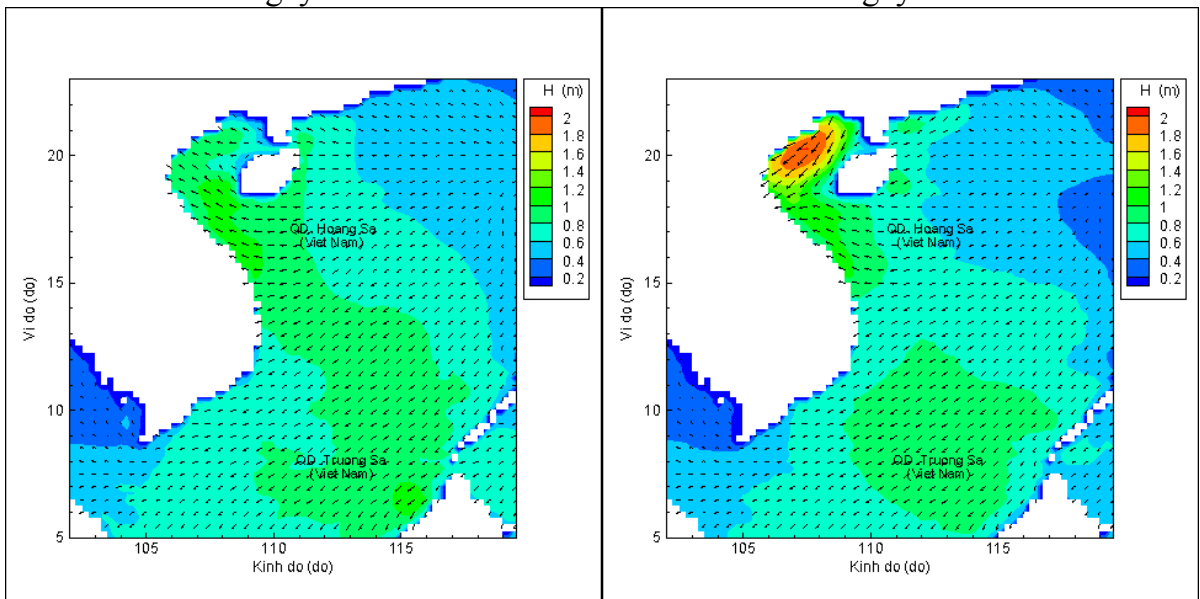 H (m)
2
1.8
1.6
1.4
1.2
1
0.8
0.6
0.4
0.2
20
15
10
5
Vi do (do)
QD. Hoang Sa
(Viet Nam)
QD. Truong Sa
(Viet Nam)
105 110 115
Kinh do (do)
H (m)
2
1.8
1.6
1.4
1.2
1
0.8
0.6
0.4
0.2
20
15
10
5
Vi do (do)
QD. Hoang Sa
(Viet Nam)
QD. Truong Sa
(Viet Nam)
105 110 115
Kinh do (do)